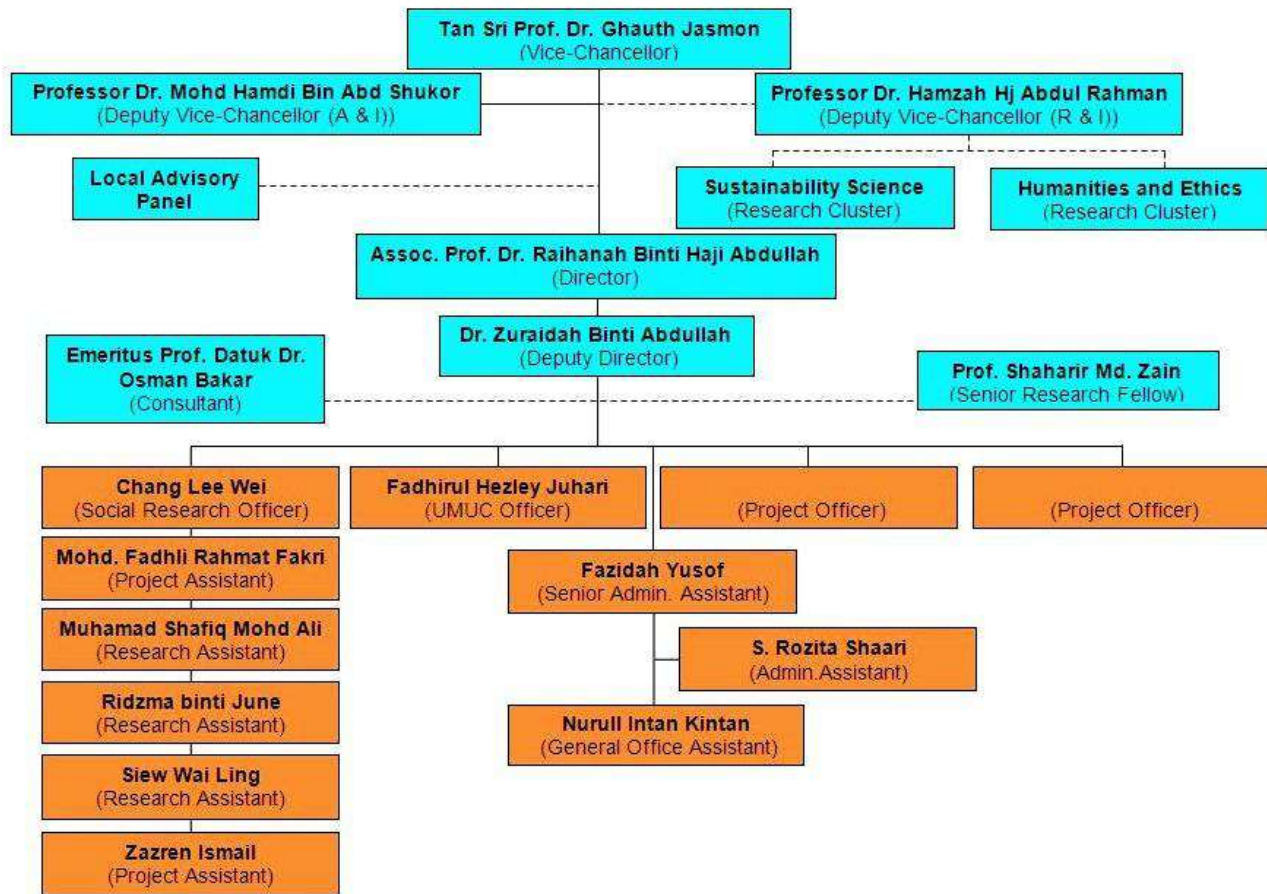 Tan Sri Prof. Dr. Ghauth Jasmon
(Vice-Chancellor)
Professor Dr. Mohd Hamdi Bin Abd Shukor
(Deputy Vice-Chancellor (A & I))
Professor Dr. Hamzah Hj Abdul Rahman
(Deputy Vice-Chancellor (R & I))
Local Advisory
Panel
Sustainability Science
(Research Cluster)
Humanities and Ethics
(Research Cluster)
Assoc. Prof. Dr. Raihanah Binti Haji Abdullah
(Director)
Dr. Zuraidah Binti Abdullah
(Deputy Director)
Emeritus Prof. Datuk Dr.
Osman Bakar
(Consultant)
Prof. Shaharir Md. Zain
(Senior Research Fellow)
Chang Lee Wei
(Social Research Officer)
Fadhirul Hezley Juhari
(UMUC Officer)
(Project Officer)
(Project Officer)
Mohd. Fadhli Rahmat Fakri
(Project Assistant)
Fazidah Yusof
(Senior Admin. Assistant)
Muhamad Shafiq Mohd Ali
(Research Assistant)
S. Rozita Shaari
(Admin.Assistant)
Ridzma binti June
(Research Assistant)
Nurull Intan Kintan
(General Office Assistant)
Siew Wai Ling
(Research Assistant)
Zazren Ismail
(Project Assistant)